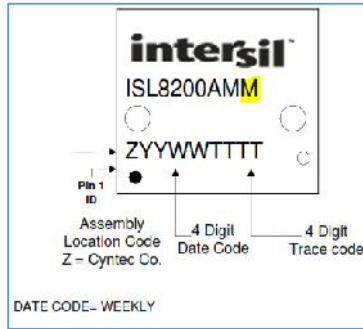 intersil™
ISL8200AMM
ZYYWWTTTT
Pin 1
ID
Assembly
Location Code
Z = Cyntec Co.
4 Digit
Date Code
4 Digit
Trace code
DATE CODE= WEEKLY